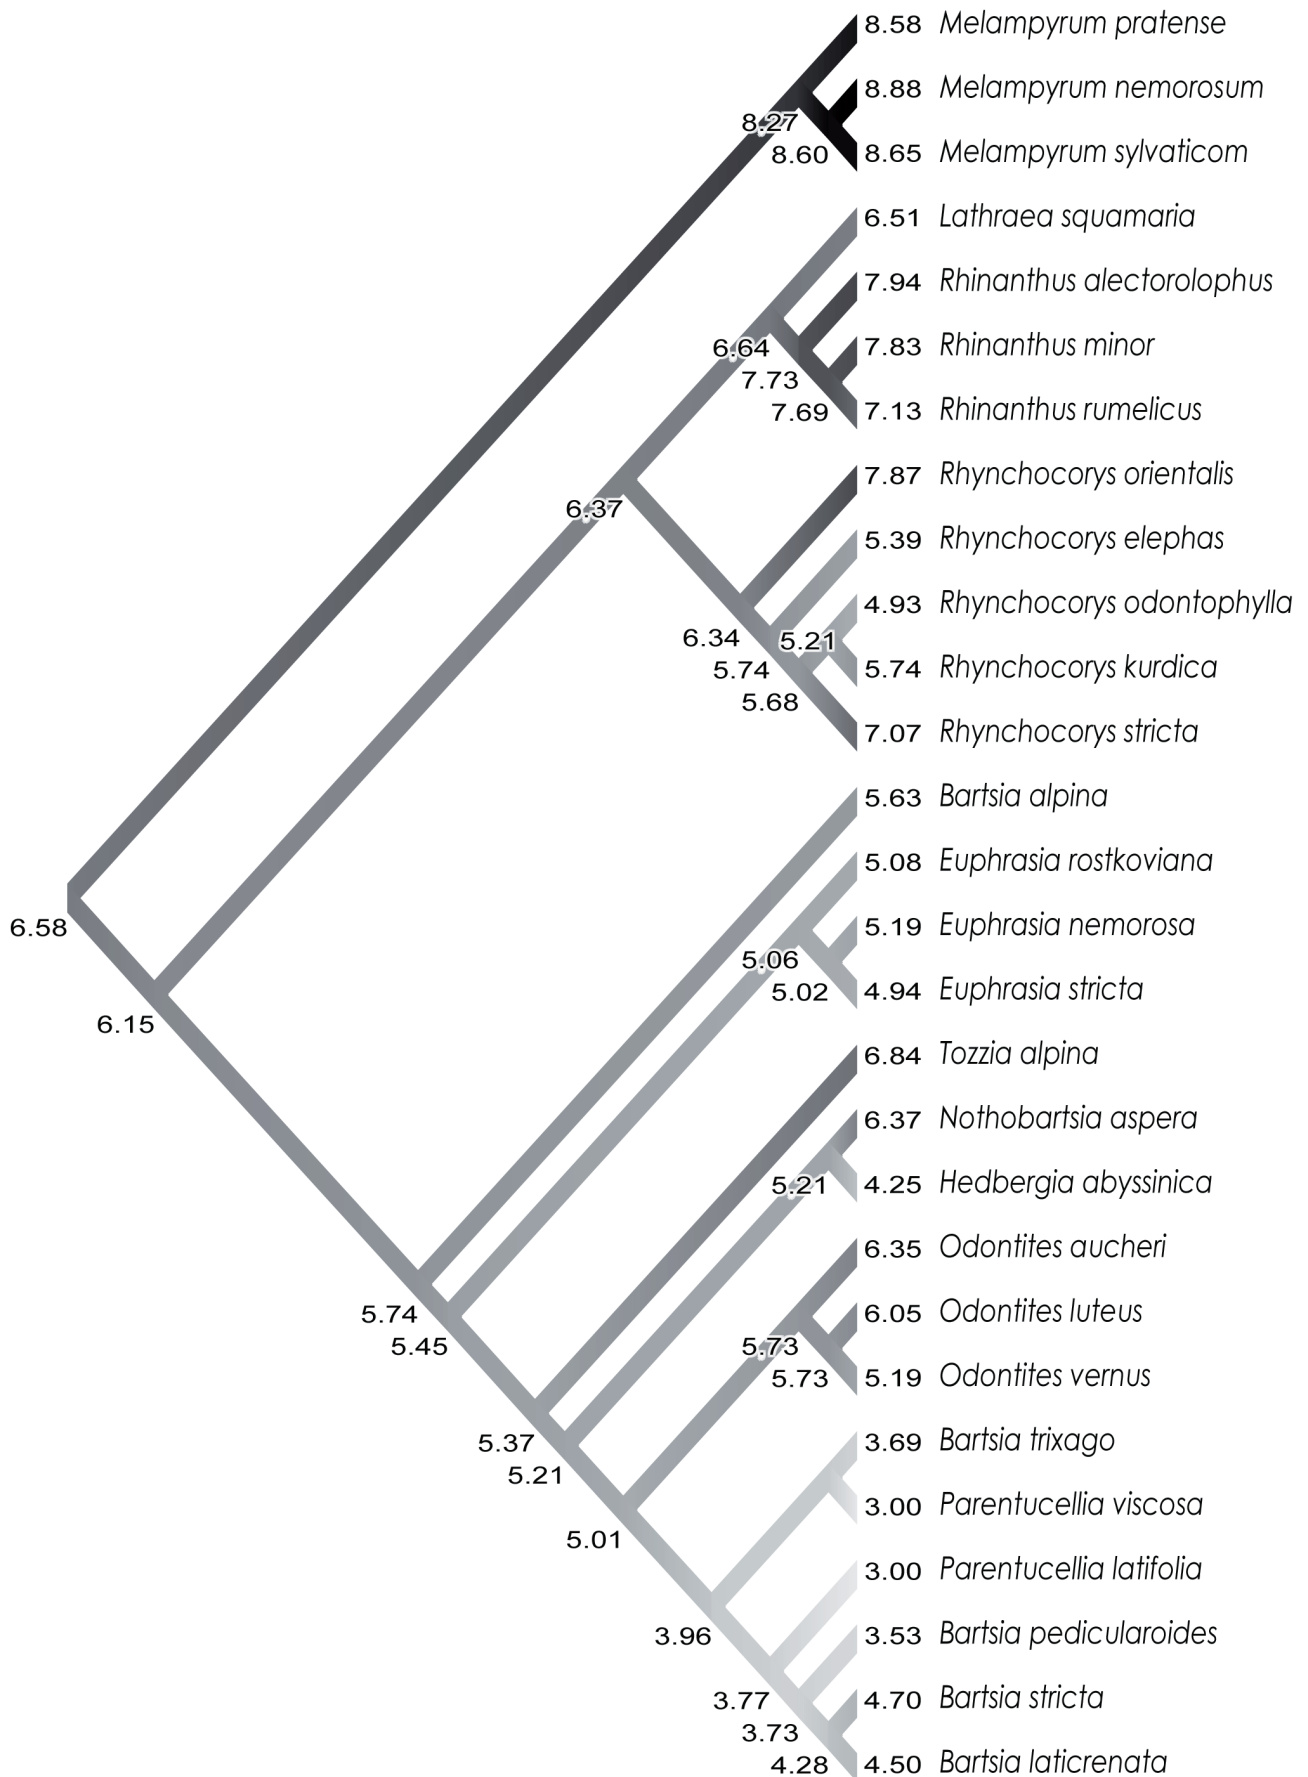 8.58 Melampyrum pratense
8.88 Melampyrum nemorosum
8.27
8.60
8.65 Melampyrum sylvaticom
6.51 Lathraea squamaria
7.94 Rhinanthus alectorolophus
6.64
7.83 Rhinanthus minor
7.73
7.69
7.13 Rhinanthus rumelicus
7.87 Rhynchocorys orientalis
6.37
5.39 Rhynchocorys elephas
4.93 Rhynchocorys odontophylla
6.34
5.21
5.74
5.74 Rhynchocorys kurdica
5.68
7.07 Rhynchocorys stricta
5.63 Bartsia alpina
5.08 Euphrasia rostkoviana
6.58
5.19 Euphrasia nemorosa
5.06
5.02
4.94 Euphrasia stricta
6.15
6.84 Tozzia alpina
6.37 Nothobartsia aspera
5.21
4.25 Hedbergia abyssinica
6.35 Odontites aucheri
5.74
6.05 Odontites luteus
5.45
5.73
5.73
5.19 Odontites vernus
5.37
3.69 Bartsia trixago
5.21
3.00 Parentucellia viscosa
5.01
3.00 Parentucellia latifolia
3.96
3.53 Bartsia pedicularoides
3.77
4.70 Bartsia stricta
3.73
4.28
4.50 Bartsia laticrenata